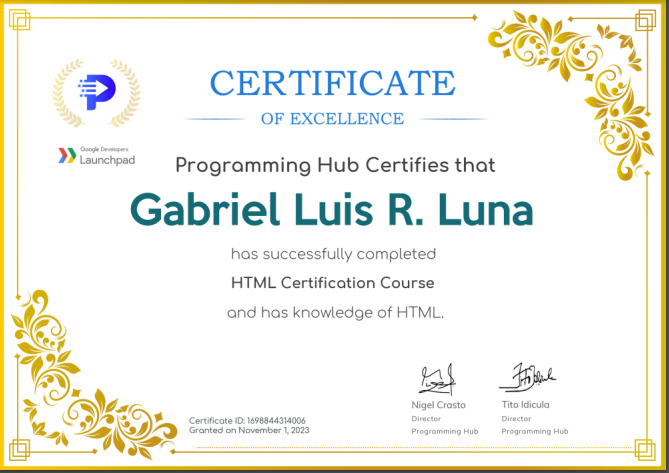 CERTIFICATE
OF EXCELLENCE
Google Developers
Launchpad
Programming Hub Certifies that
Gabriel Luis R. Luna
has successfully completed
HTML Certification Course
and has knowledge of HTML.
Nigel Crasto
Director
Programming Hub
Tito Idicula
Director
Programming Hub
Certificate ID: 1698844314006
Granted on November 1, 2023